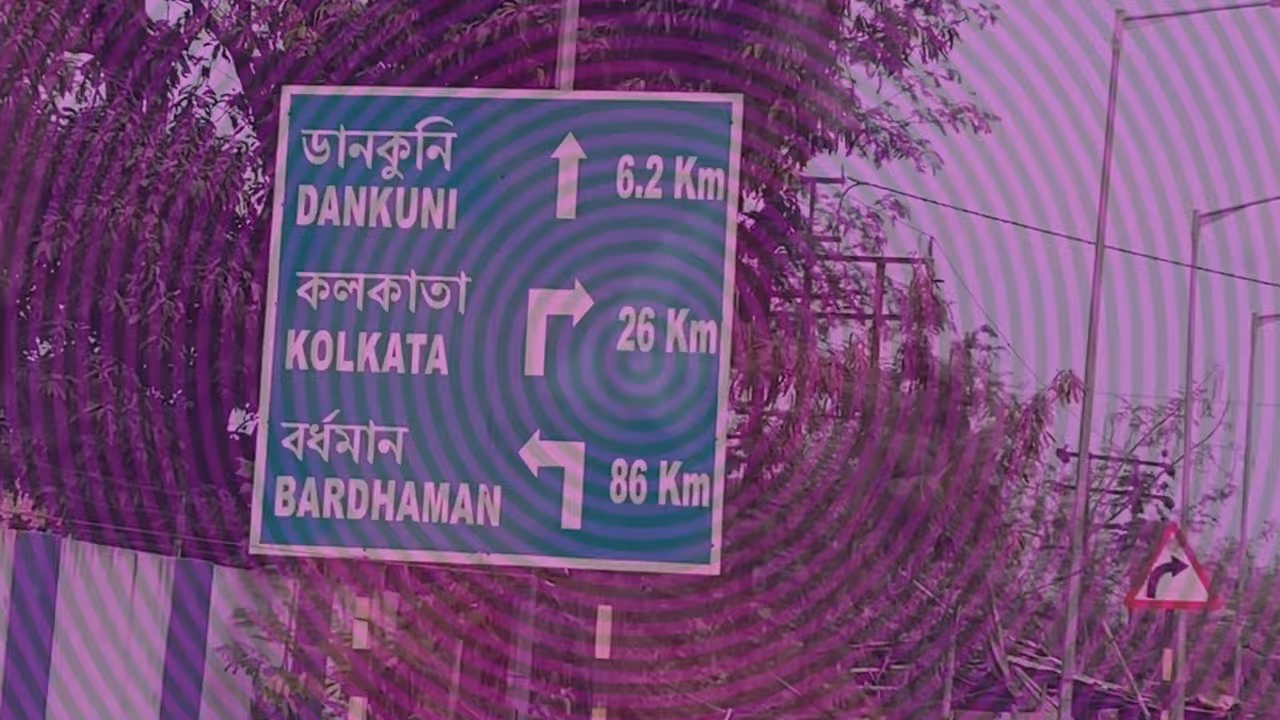 ডানকুনি
DANKUNI
6.2 Km
কলকাতা
KOLKATA
26 Km
বর্ধমান
BARDHAMAN
86 Km